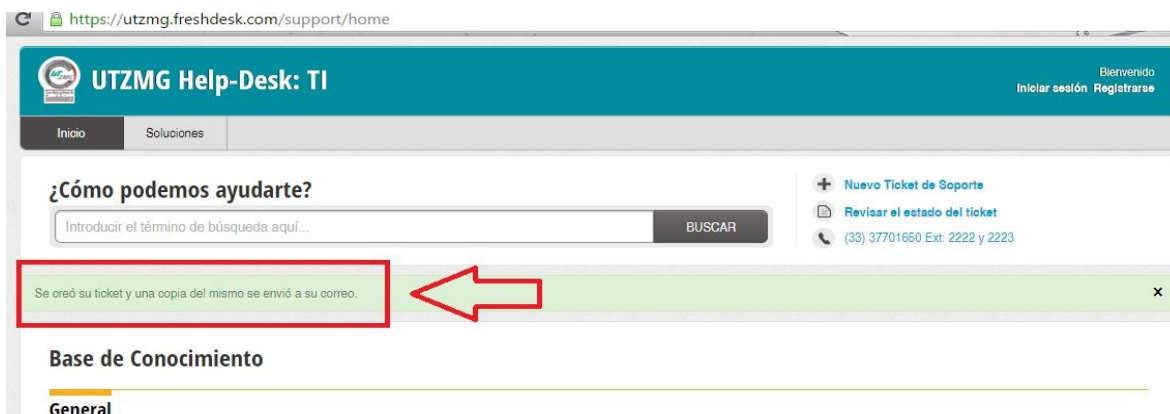 https://utzmg.freshdesk.com/support/home
UTZMG Help-Desk: TI
Bienvenido
Iniciar sesión Registrarse
Inicio Soluciones
¿Cómo podemos ayudarte?
Introducir el término de búsqueda aquí... BUSCAR
Nuevo Ticket de Soporte
Revisar el estado del ticket
(33) 37701650 Ext: 2222 y 2223
Se creó su ticket y una copia del mismo se envió a su correo.
Base de Conocimiento
General